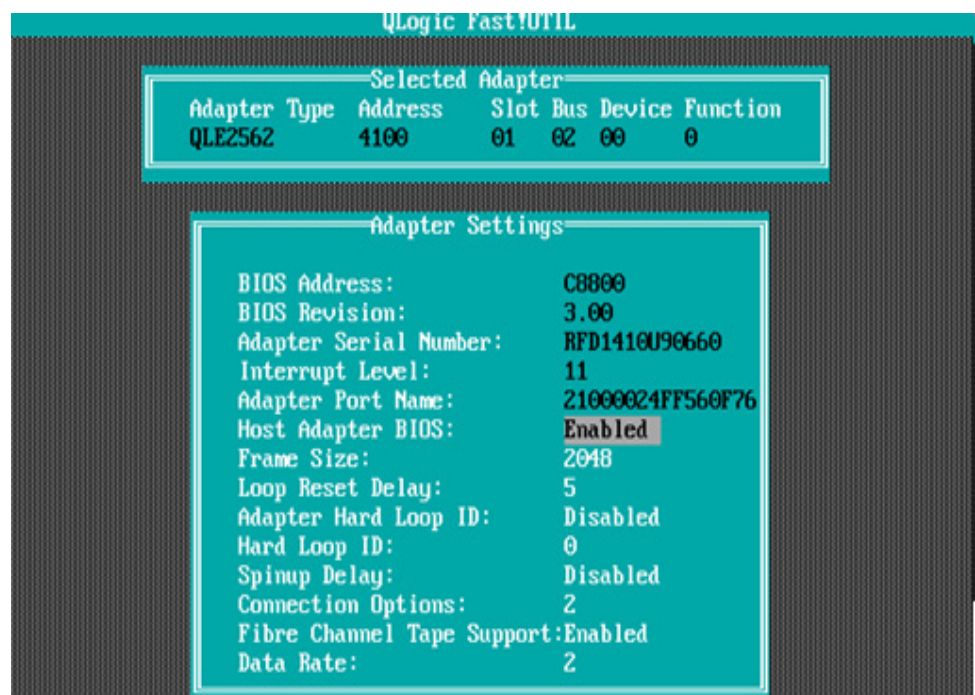 QLogic Fast!UTIL
Selected Adapter
Adapter Type Address Slot Bus Device Function
QLE2562 4100 01 02 00 0
Adapter Settings
BIOS Address: C8800
BIOS Revision: 3.00
Adapter Serial Number: RFD1410U90660
Interrupt Level: 11
Adapter Port Name: 21000024FF560F76
Host Adapter BIOS: Enabled
Frame Size: 2048
Loop Reset Delay: 5
Adapter Hard Loop ID: Disabled
Hard Loop ID: 0
Spinup Delay: Disabled
Connection Options: 2
Fibre Channel Tape Support:Enabled
Data Rate: 2